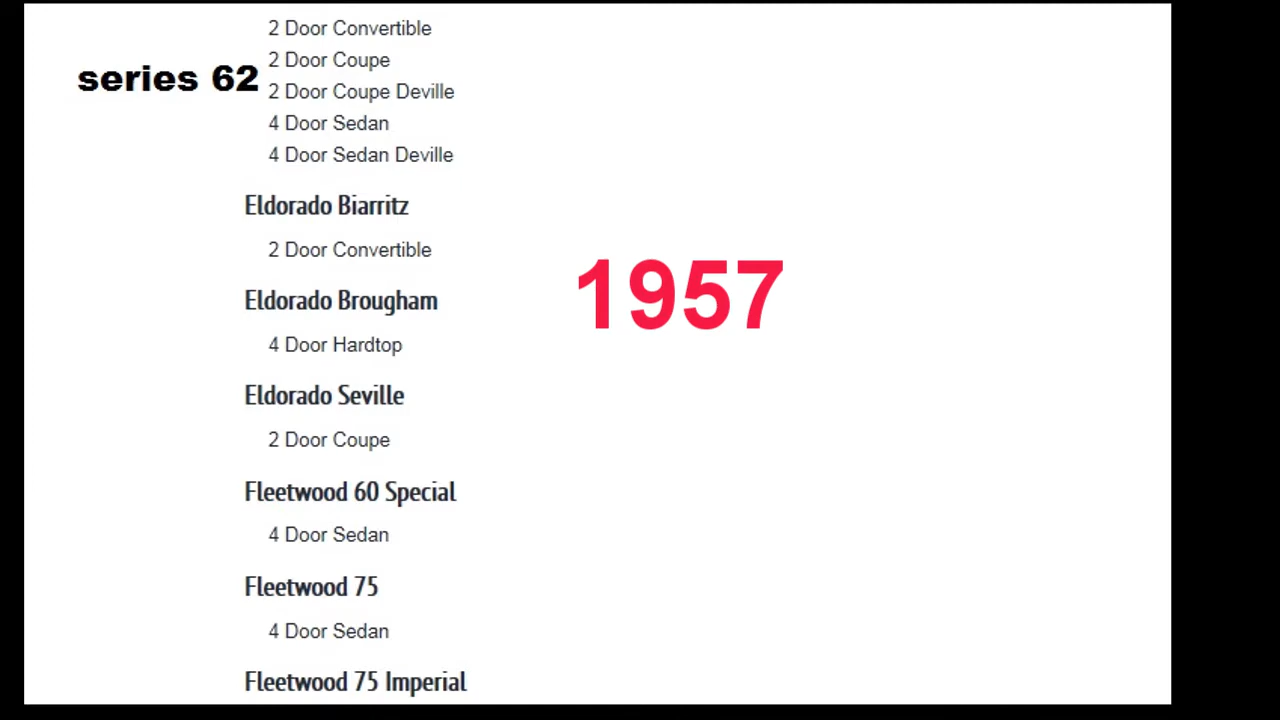 2 Door Convertible
series 62
2 Door Coupe
2 Door Coupe Deville
4 Door Sedan
4 Door Sedan Deville
Eldorado Biarritz
2 Door Convertible
1957
Eldorado Brougham
4 Door Hardtop
Eldorado Seville
2 Door Coupe
Fleetwood 60 Special
4 Door Sedan
Fleetwood 75
4 Door Sedan
Fleetwood 75 Imperial